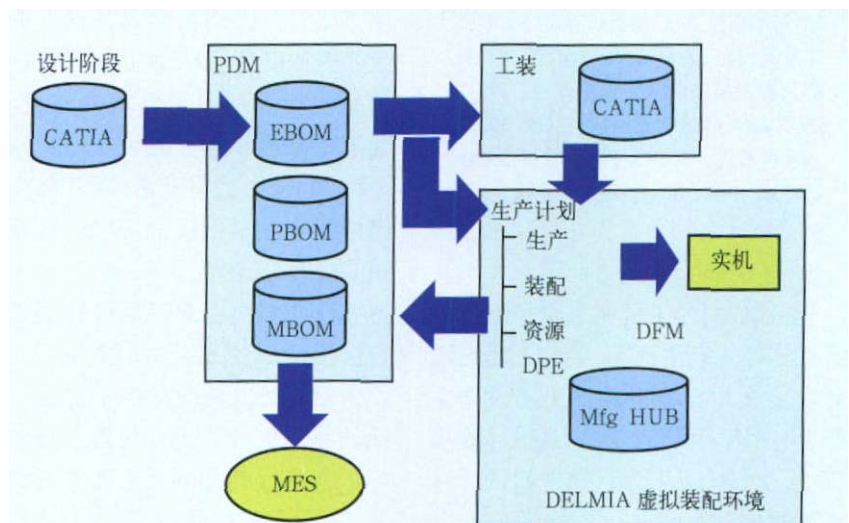 设计阶段
CATIA
PDM
EBOM
PBOM
MBOM
MES
工装
CATIA
生产计划
生产
装配
资源
DPE
实机
DFM
Mfg HUB
DELMIA 虚拟装配环境